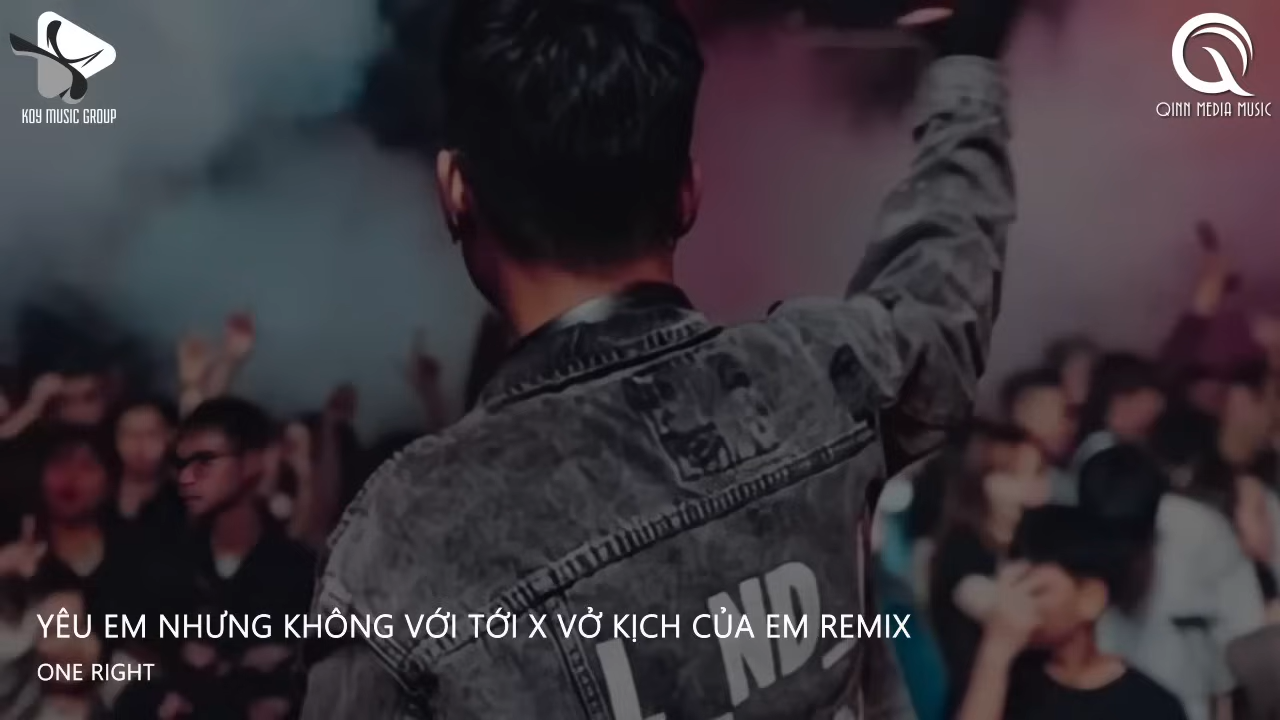 KOY MUSIC GROUP
QINN MEDIA MUSIC
YÊU EM NHƯNG KHÔNG VỚI TỚI X VỞ KỊCH CỦA EM REMIX
ONE RIGHT